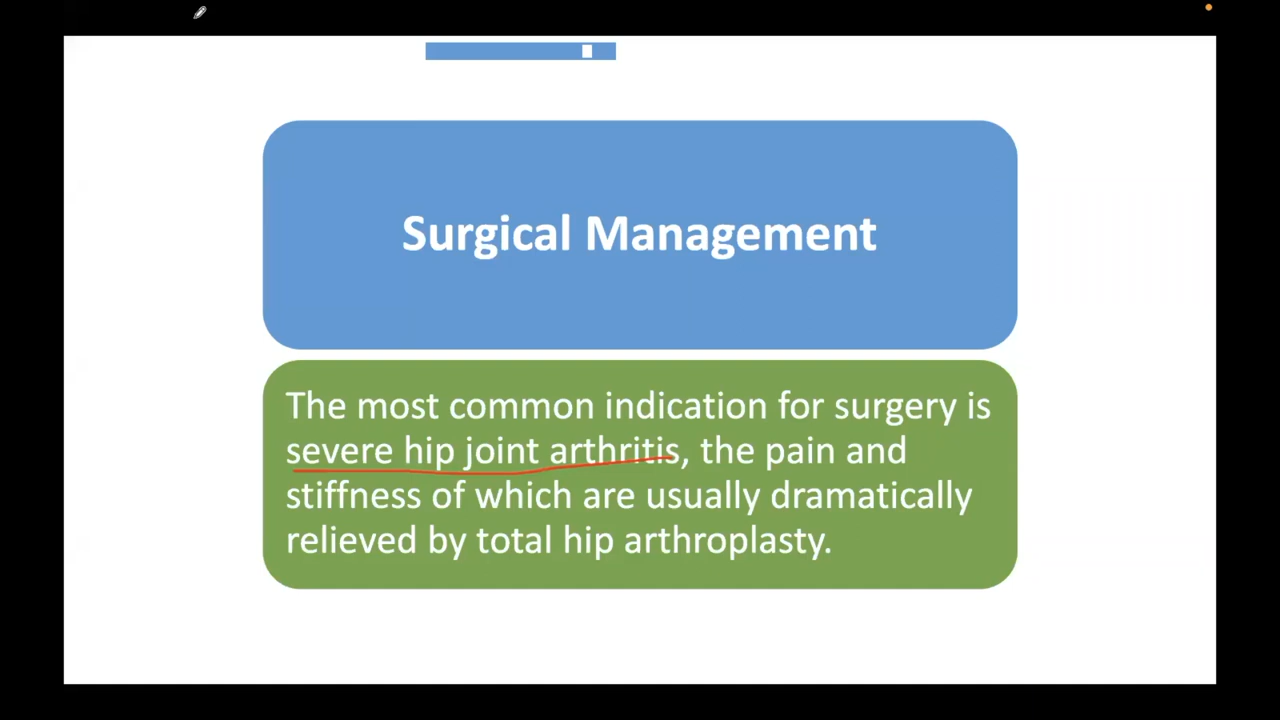 Surgical Management
The most common indication for surgery is
severe hip joint arthritis, the pain and
stiffness of which are usually dramatically
relieved by total hip arthroplasty.